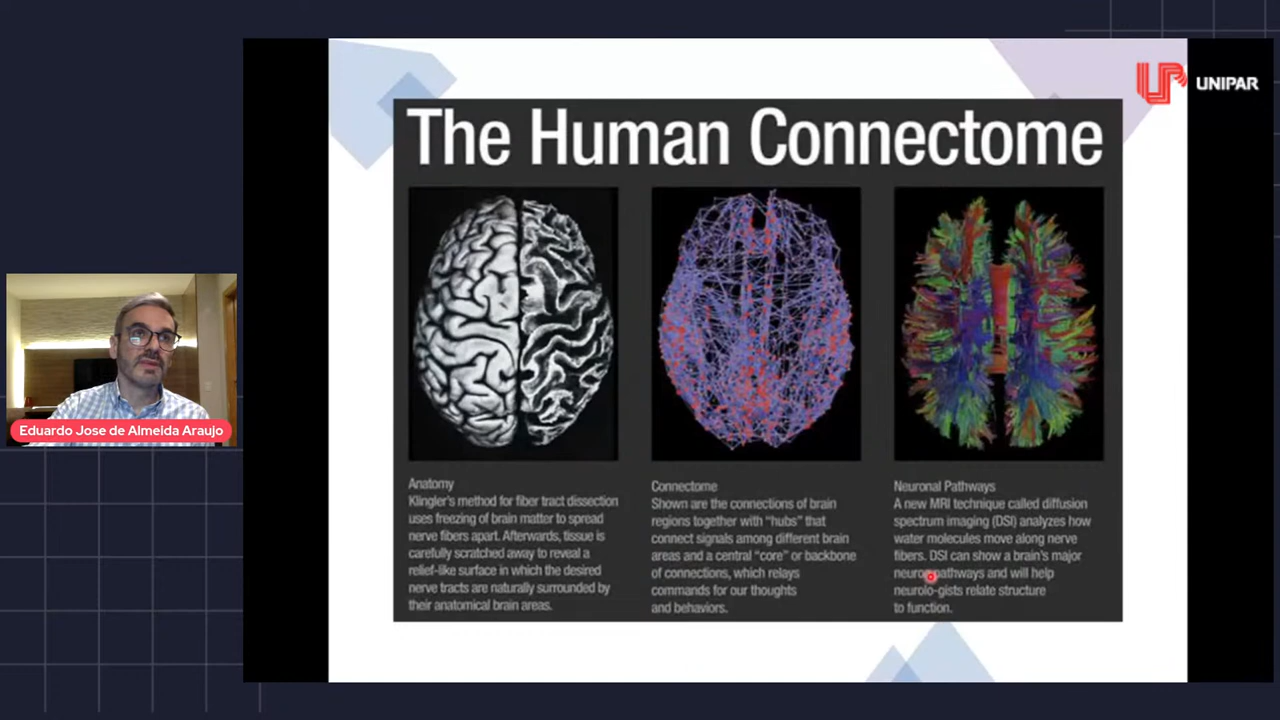 UNIPAR
The Human Connectome
Anatomy
Klingler's method for fiber tract dissection
uses freezing of brain matter to spread
nerve fibers apart. Afterwards, tissue is
carefully scratched away to reveal a
relief-like surface in which the desired
nerve tracts are naturally surrounded by
their anatomical brain areas.
Connectome
Shown are the connections of brain
regions together with "hubs" that
connect signals among different brain
areas and a central "core" or backbone
of connections, which relays
commands for our thoughts
and behaviors.
Neuronal Pathways
A new MRI technique called diffusion
spectrum imaging (DSI) analyzes how
water molecules move along nerve
fibers. DSI can show a brain's major
pathways and will help
neurolo-gists relate structure
to function.
Eduardo Jose de Almeida Araujo